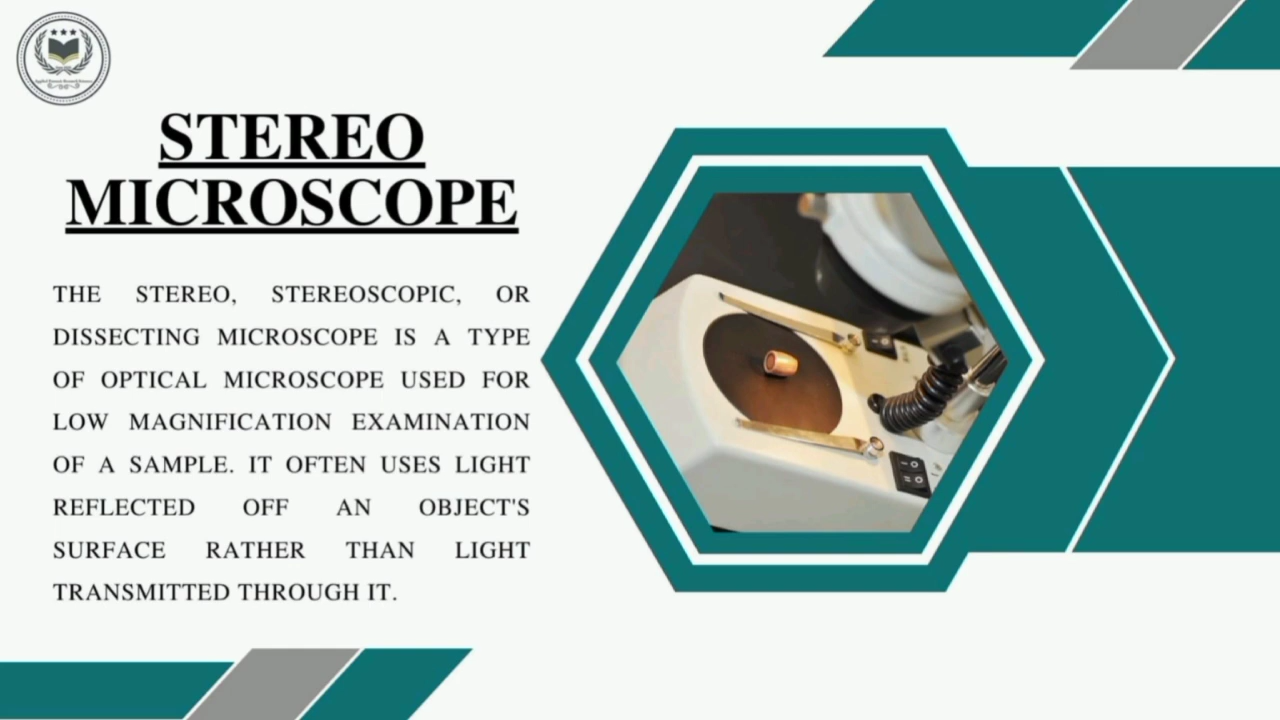 STEREO
MICROSCOPE
THE STEREO, STEREOSCOPIC, OR
DISSECTING MICROSCOPE IS A TYPE
OF OPTICAL MICROSCOPE USED FOR
LOW MAGNIFICATION EXAMINATION
OF A SAMPLE. IT OFTEN USES LIGHT
REFLECTED OFF AN OBJECT'S
SURFACE RATHER THAN LIGHT
TRANSMITTED THROUGH IT.